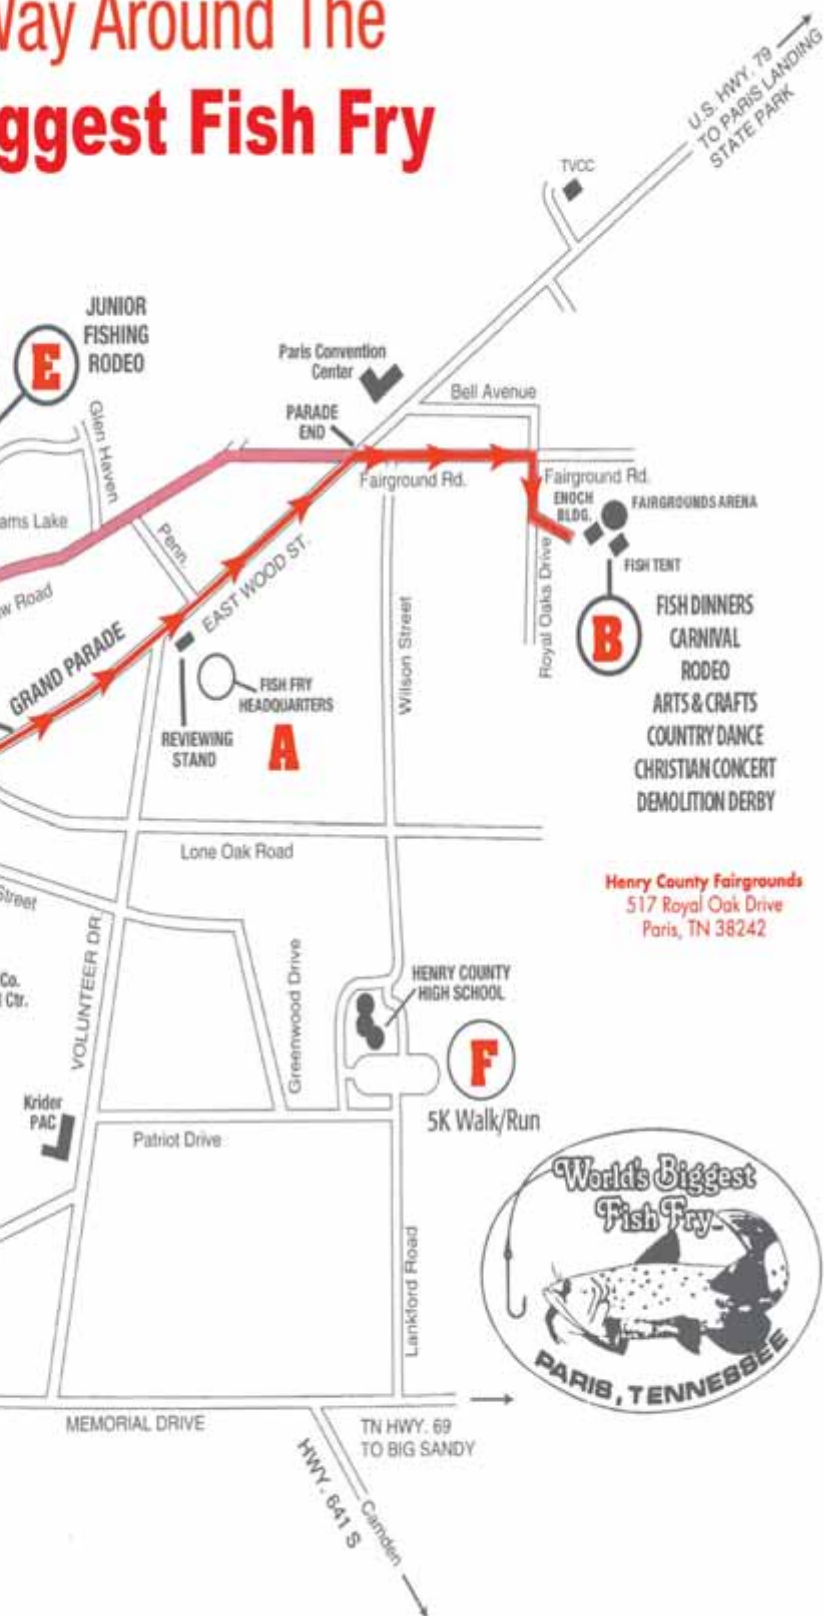 Way Around The
ggest Fish Fry
U.S. HWY. 79
TO PARIS LANDING
STATE PARK
TVCC
JUNIOR
FISHING
RODEO
E
Paris Convention
Center
Bell Avenue
PARADE
END
Glen Haven
Fairground Rd.
Fairground Rd.
ENOCH
BLDG.
FAIRGROUNDS ARENA
ams Lake
Penn.
EAST WOOD ST.
FISH TENT
w Road
Royal Oaks Drive
Wilson Street
B
FISH DINNERS
CARNIVAL
RODEO
ARTS & CRAFTS
COUNTRY DANCE
CHRISTIAN CONCERT
DEMOLITION DERBY
GRAND PARADE
FISH FRY
HEADQUARTERS
REVIEWING
STAND
A
Lone Oak Road
Henry County Fairgrounds
517 Royal Oak Drive
Paris, TN 38242
Street
VOLUNTEER DR.
Greenwood Drive
Co.
Ctr.
HENRY COUNTY
HIGH SCHOOL
F
5K Walk/Run
Krider
PAC
Patriot Drive
World's Biggest
Fish Fry
PARIS, TENNESSEE
Lankford Road
MEMORIAL DRIVE
TN HWY. 69
TO BIG SANDY
HWY. 641 S
Camden